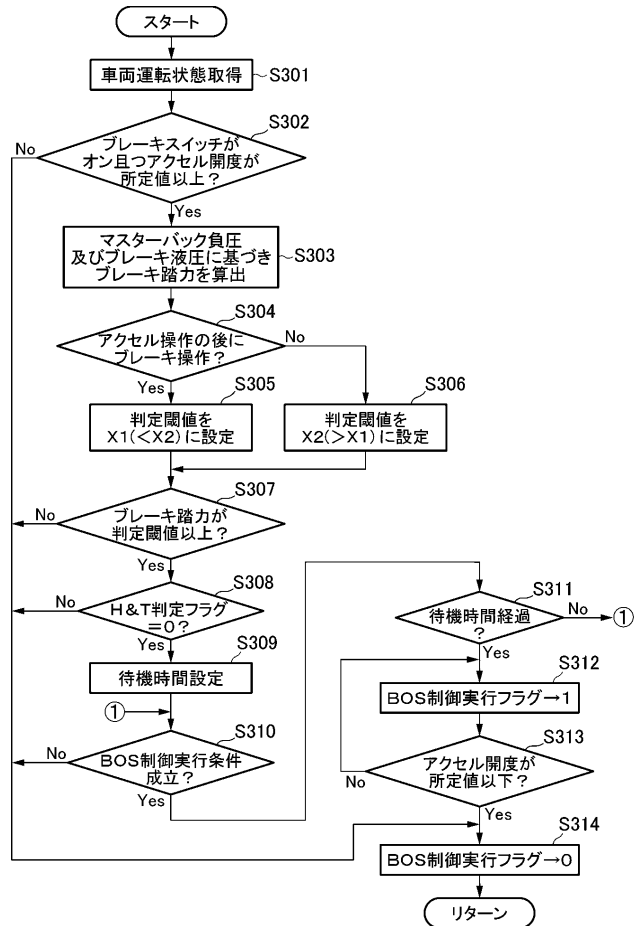 スタート
車両運転状態取得
S301
S302
ブレーキスイッチが
オン且つアクセル開度が
所定値以上？
No
Yes
マスターバック負圧
及びブレーキ液圧に基づき
ブレーキ踏力を算出
S303
S304
アクセル操作の後に
ブレーキ操作？
No
Yes
S305
判定閾値を
X1(<X2)に設定
S306
判定閾値を
X2(>X1)に設定
S307
ブレーキ踏力が
判定閾値以上？
No
Yes
S308
H&T判定フラグ
=0？
No
Yes
S309
待機時間設定
①
S310
BOS制御実行条件
成立？
No
Yes
S311
待機時間経過
？
No
①
Yes
S312
BOS制御実行フラグ→1
S313
アクセル開度が
所定値以下？
No
Yes
S314
BOS制御実行フラグ→0
リターン